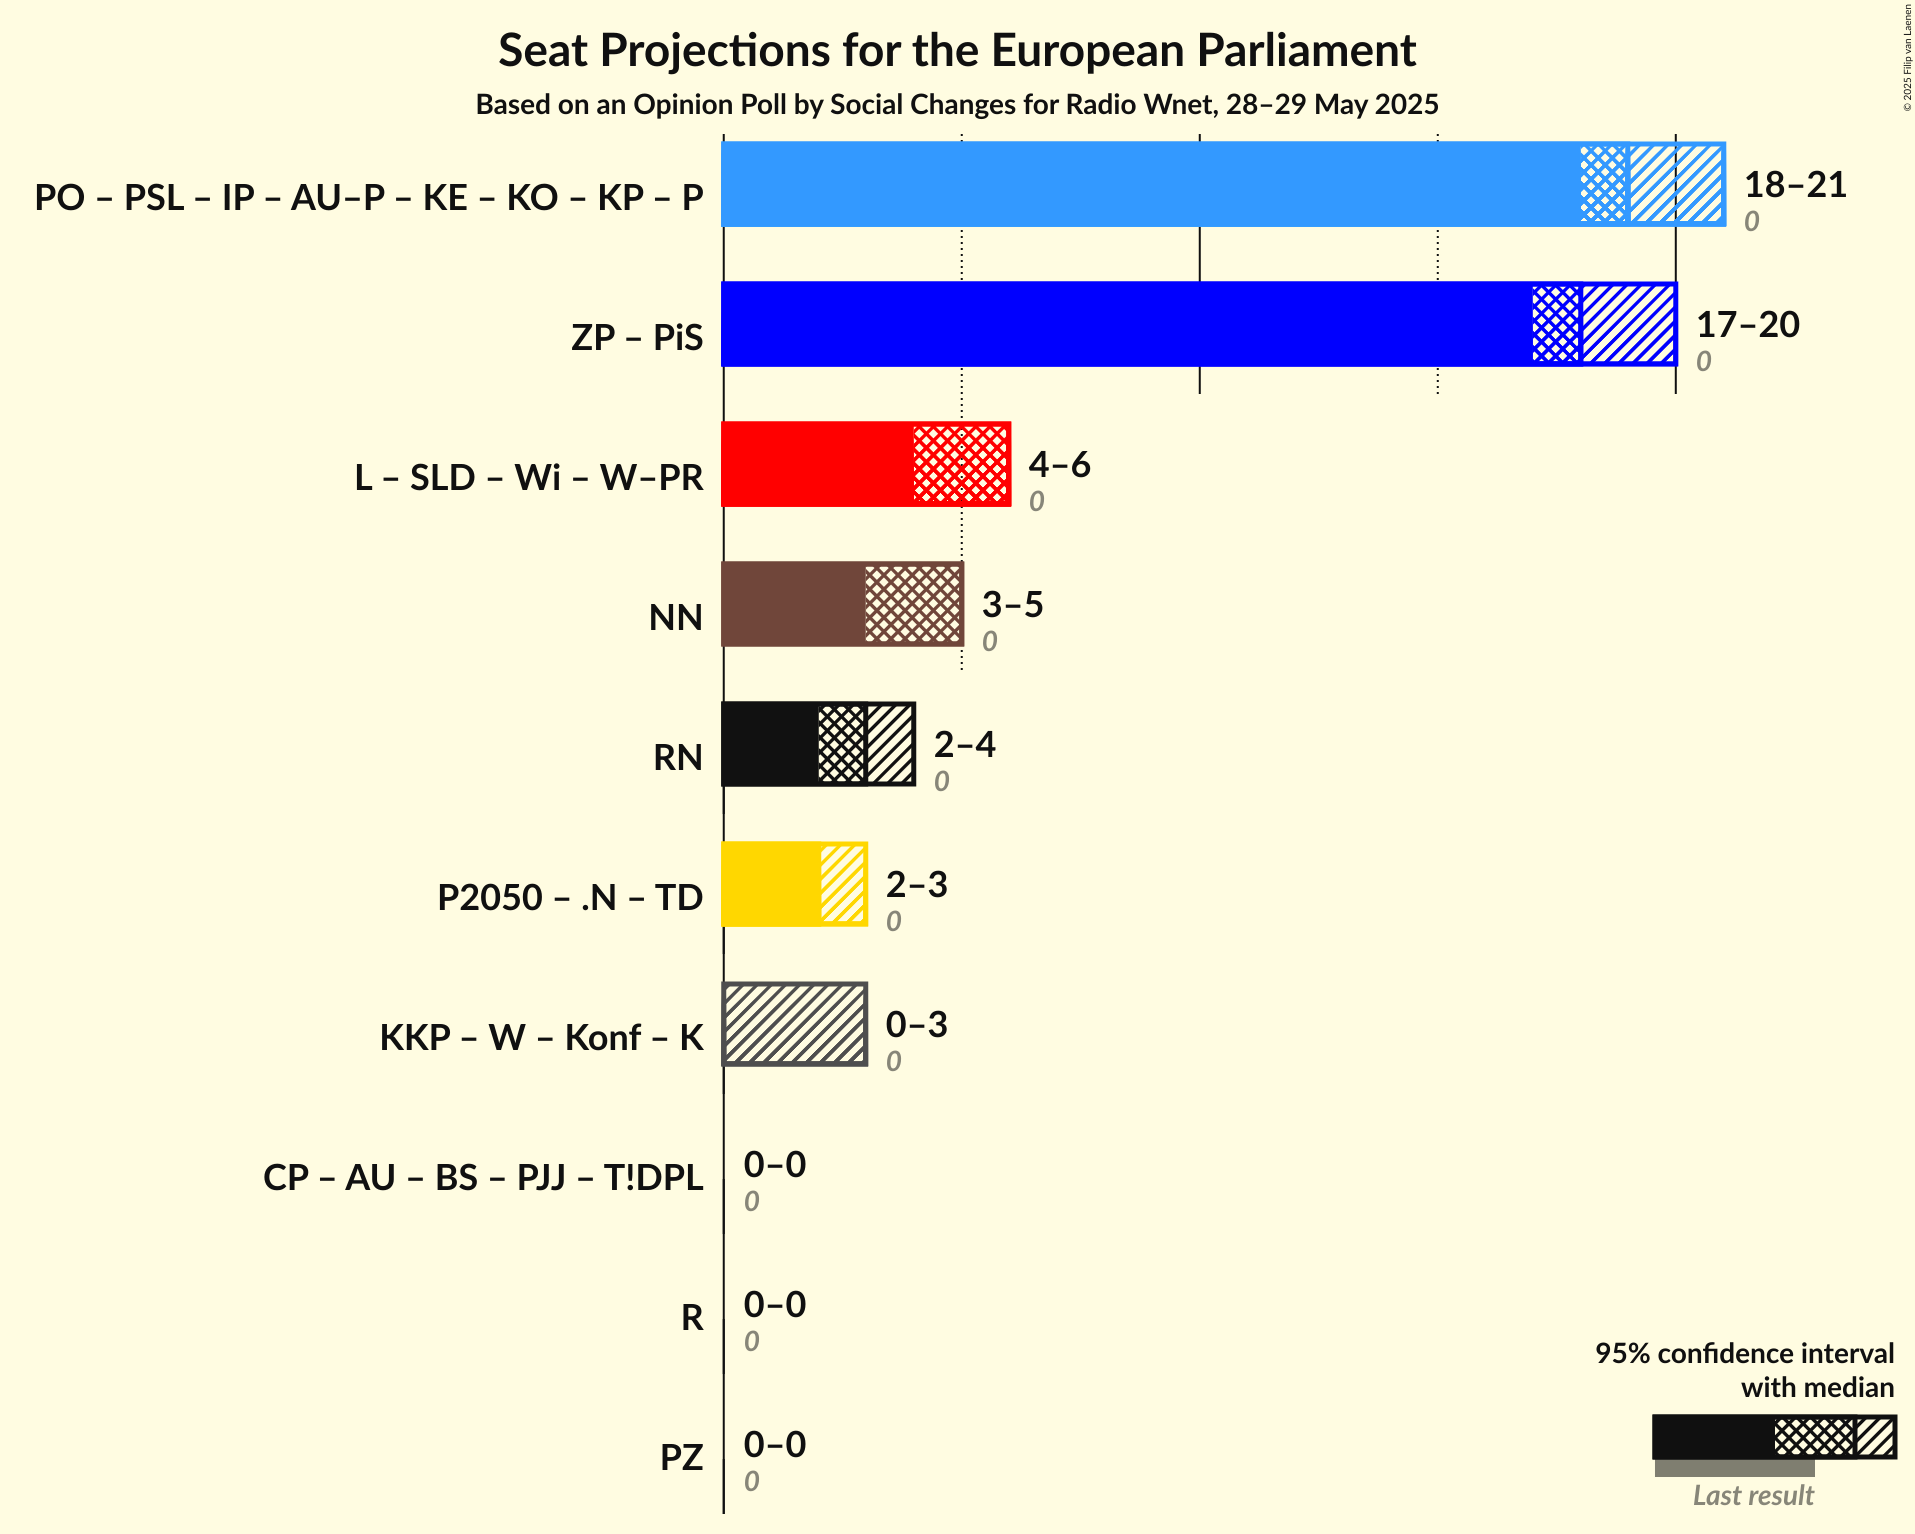 Seat Projections for the European Parliament
Based on an Opinion Poll by Social Changes for Radio Wnet, 28–29 May 2025
© 2025 Filip van Laenen
PO – PSL – IP – AU–P – KE – KO – KP – P
18–21
0
ZP – PiS
17–20
0
L – SLD – Wi – W–PR
4–6
0
NN
3–5
0
RN
2–4
0
P2050 – .N – TD
2–3
0
KKP – W – Konf – K
0–3
0
CP – AU – BS – PJJ – T!DPL
0–0
0
R
0–0
0
PZ
0–0
0
95% confidence interval
with median
Last result